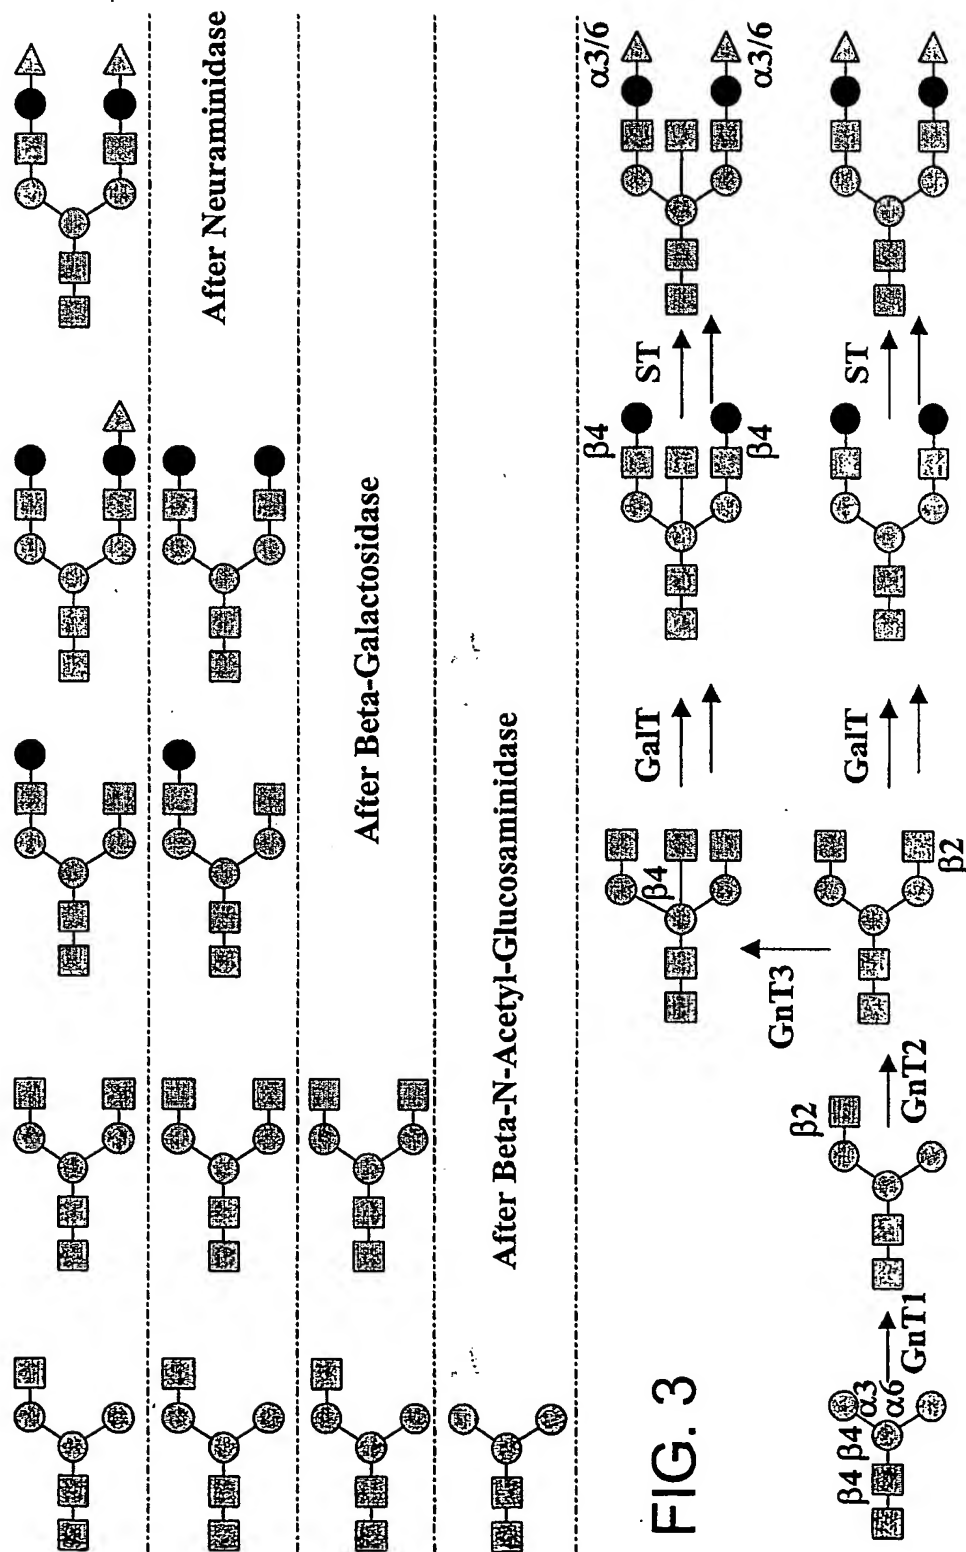 After Neuraminidase
After Beta-Galactosidase
After Beta-N-Acetyl-Glucosaminidase
FIG. 3
β4 β4 α3
α6
GnT1
β2
GnT2
GnT3
β4
β2
GalT
GalT
β4
β4
ST
ST
α3/6
α3/6